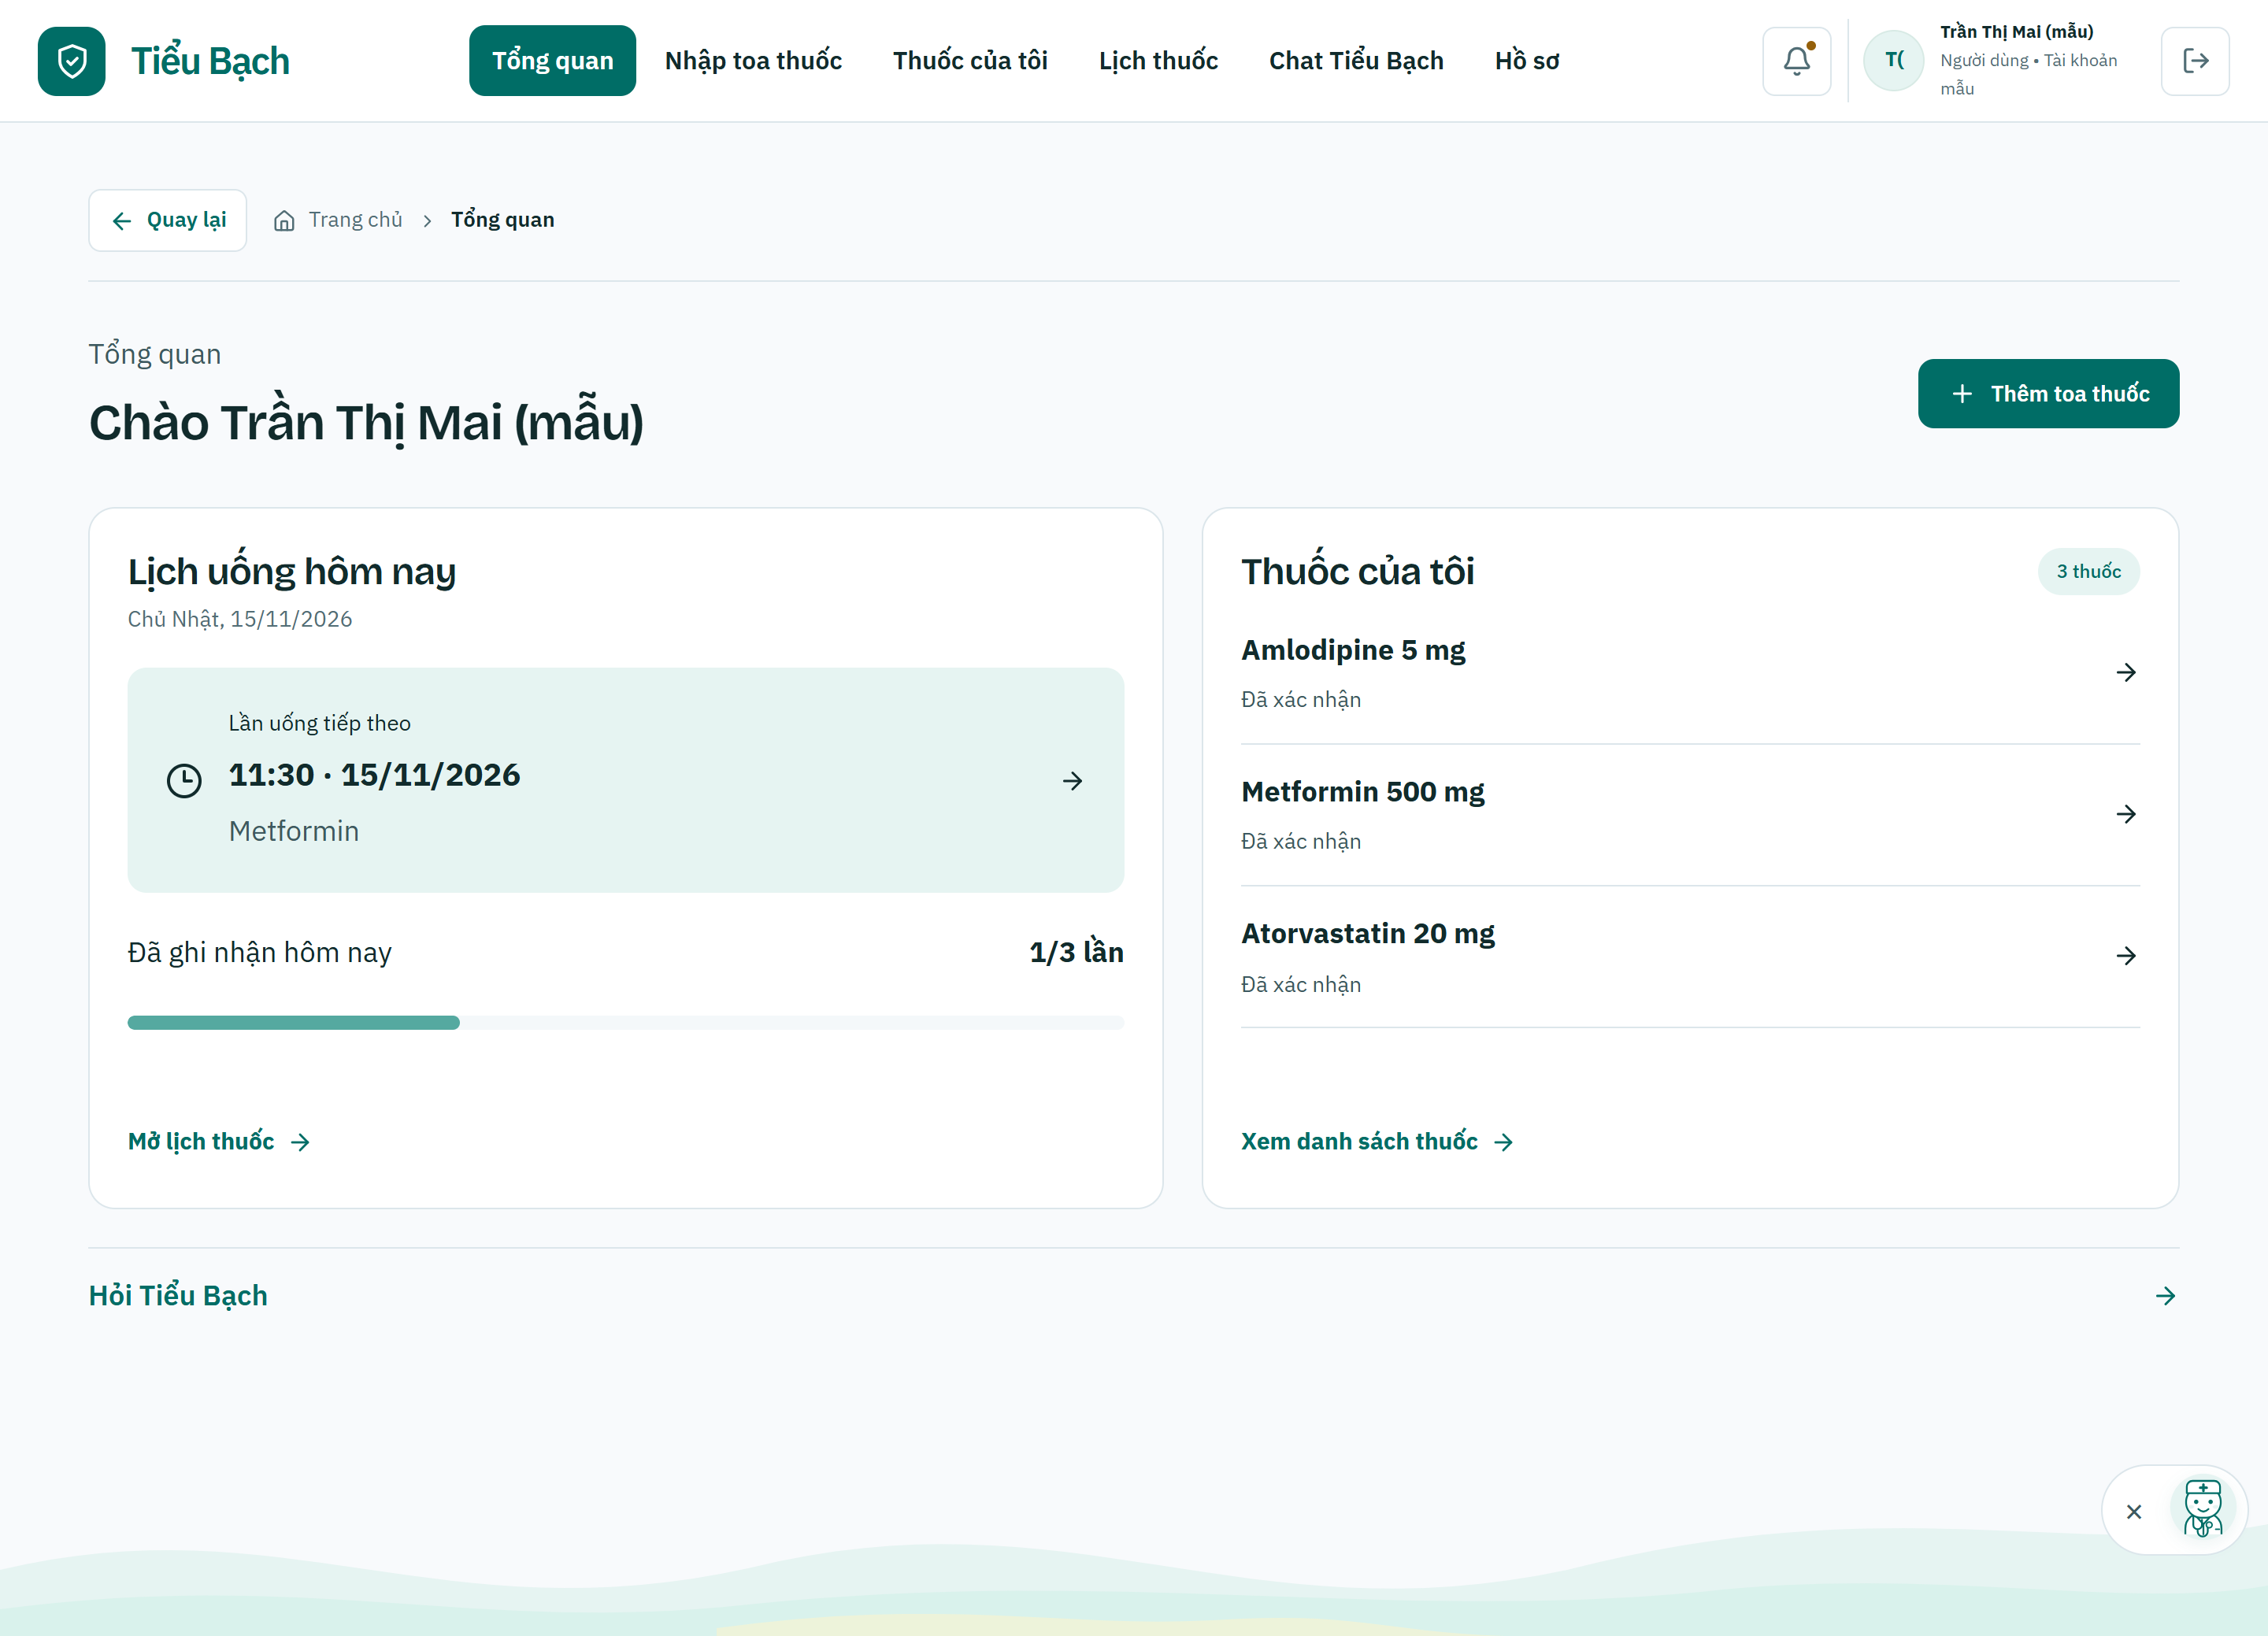 Tiểu Bạch
Tổng quan
Nhập toa thuốc
Thuốc của tôi
Lịch thuốc
Chat Tiểu Bạch
Hồ sơ
T(
Trần Thị Mai (mẫu)
Người dùng • Tài khoản
mẫu
Quay lại
Trang chủ
Tổng quan
Tổng quan
Chào Trần Thị Mai (mẫu)
Thêm toa thuốc
Lịch uống hôm nay
Chủ Nhật, 15/11/2026
Lần uống tiếp theo
11:30 · 15/11/2026
Metformin
Đã ghi nhận hôm nay
1/3 lần
Mở lịch thuốc
Thuốc của tôi
3 thuốc
Amlodipine 5 mg
Đã xác nhận
Metformin 500 mg
Đã xác nhận
Atorvastatin 20 mg
Đã xác nhận
Xem danh sách thuốc
Hỏi Tiểu Bạch